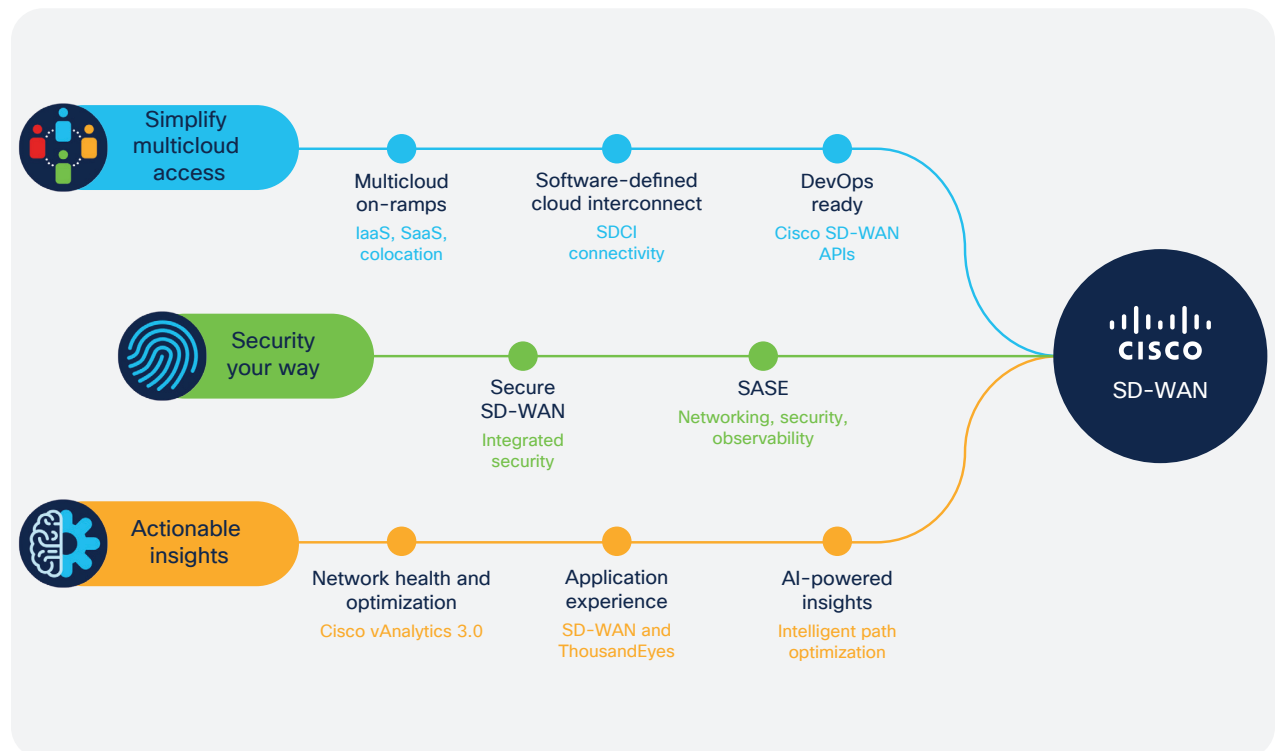 Simplify
multicloud
access
Multicloud
on-ramps
IaaS, SaaS,
colocation
Software-defined
cloud interconnect
SDCI
connectivity
DevOps
ready
Cisco SD-WAN
APIs
Security
your way
Secure
SD-WAN
Integrated
security
SASE
Networking, security,
observability
CISCO
SD-WAN
Actionable
insights
Network health and
optimization
Cisco vAnalytics 3.0
Application
experience
SD-WAN and
ThousandEyes
AI-powered
insights
Intelligent path
optimization